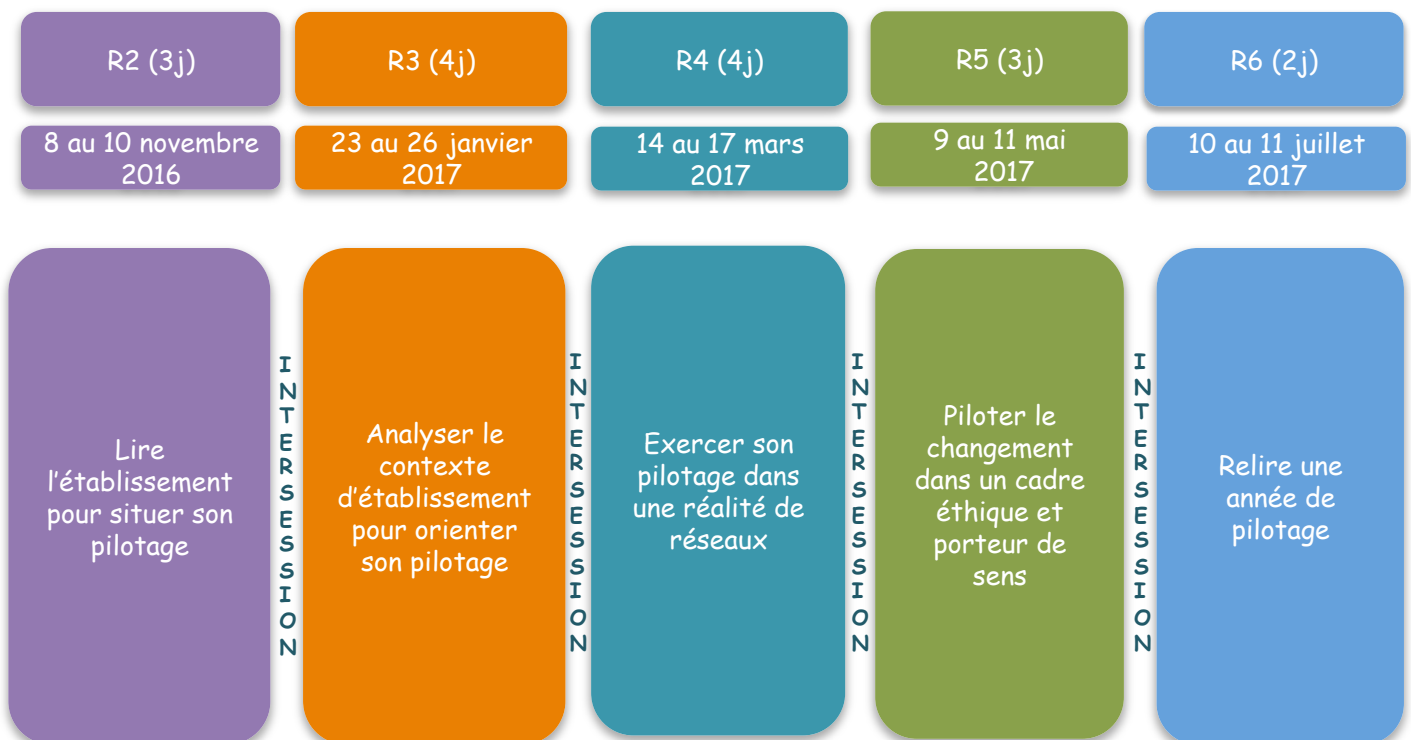 R2 (3j)
R3 (4j)
R4 (4j)
R5 (3j)
R6 (2j)
8 au 10 novembre
2016
23 au 26 janvier
2017
14 au 17 mars
2017
9 au 11 mai
2017
10 au 11 juillet
2017
Lire
l'établissement
pour situer son
pilotage
INTERSESSION
Analyser le
contexte
d'établissement
pour orienter
son pilotage
INTERSESSION
Exercer son
pilotage dans
une réalité de
réseaux
INTERSESSION
Piloter le
changement
dans un cadre
éthique et
porteur de
sens
INTERSESSION
Relire une
année de
pilotage